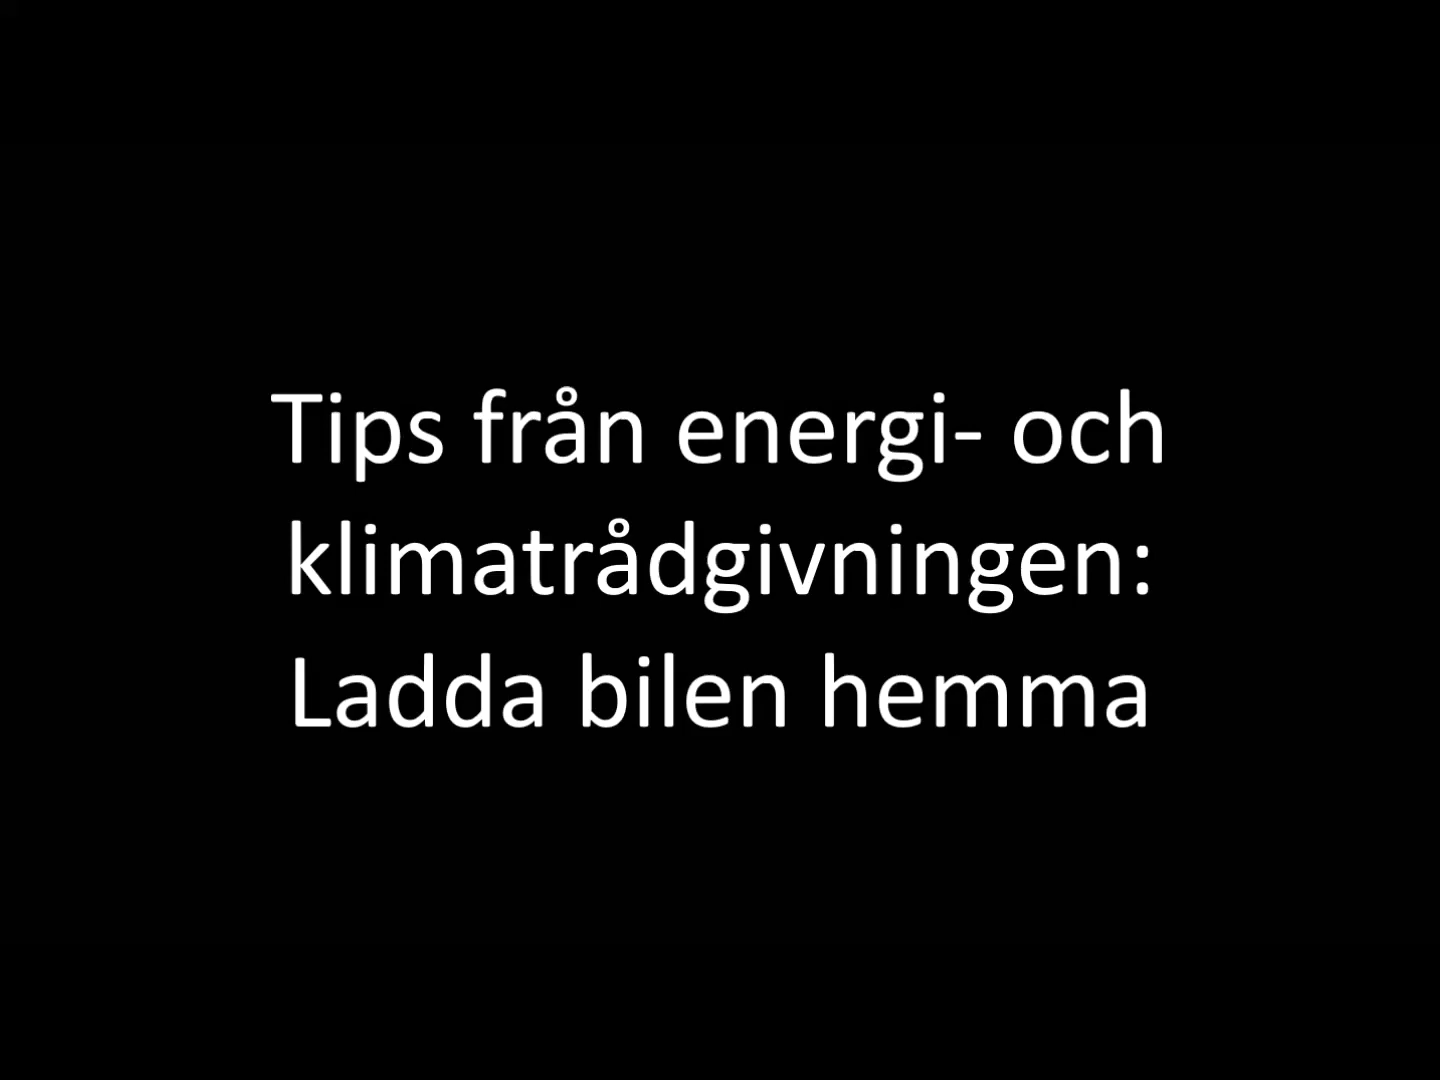 Tips från energi- och
klimatrådgivningen:
Ladda bilen hemma